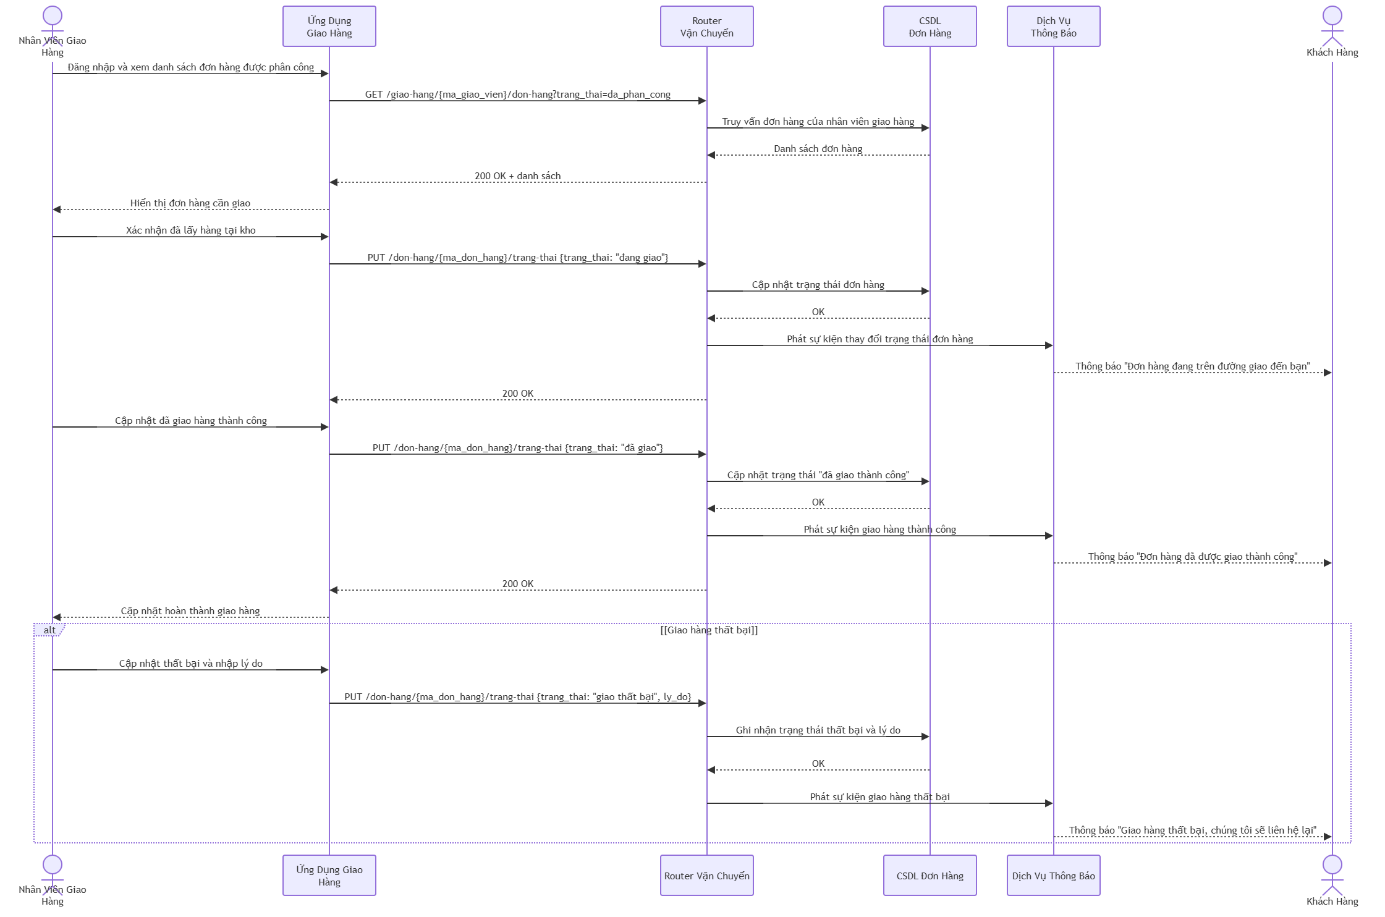 Nhân Viên Giao
Hàng
Ứng Dụng
Giao Hàng
Router
Vận Chuyển
CSDL
Đơn Hàng
Dịch Vụ
Thông Báo
Khách Hàng
Đăng nhập và xem danh sách đơn hàng được phân công
GET /giao-hang/{ma_giao_vien}/don-hang?trang_thai=da_phan_cong
Truy vấn đơn hàng của nhân viên giao hàng
Danh sách đơn hàng
200 OK + danh sách
Hiển thị đơn hàng cần giao
Xác nhận đã lấy hàng tại kho
PUT /don-hang/{ma_don_hang}/trang-thai {trang_thai: "đang giao"}
Cập nhật trạng thái đơn hàng
OK
Phát sự kiện thay đổi trạng thái đơn hàng
Thông báo "Đơn hàng đang trên đường giao đến bạn"
200 OK
Cập nhật đã giao hàng thành công
PUT /don-hang/{ma_don_hang}/trang-thai {trang_thai: "đã giao"}
Cập nhật trạng thái "đã giao thành công"
OK
Phát sự kiện giao hàng thành công
Thông báo "Đơn hàng đã được giao thành công"
200 OK
Cập nhật hoàn thành giao hàng
alt
[[Giao hàng thất bại]]
Cập nhật thất bại và nhập lý do
PUT /don-hang/{ma_don_hang}/trang-thai {trang_thai: "giao thất bại", ly_do}
Ghi nhận trạng thái thất bại và lý do
OK
Phát sự kiện giao hàng thất bại
Thông báo "Giao hàng thất bại, chúng tôi sẽ liên hệ lại"
Nhân Viên Giao
Hàng
Ứng Dụng Giao
Hàng
Router Vận Chuyển
CSDL Đơn Hàng
Dịch Vụ Thông Báo
Khách Hàng